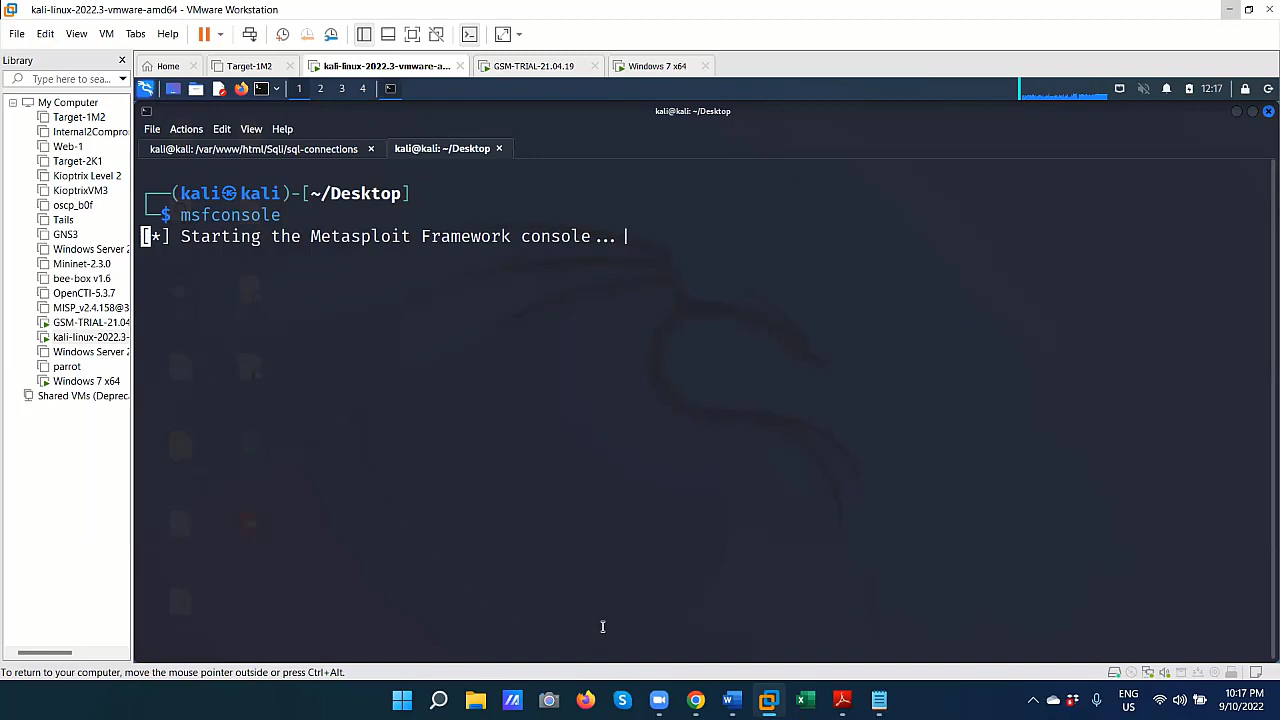 kali-linux-2022.3-vmware-amd64 - VMware Workstation
File Edit View VM Tabs Help
Library
Type here to sea...
My Computer
Target-1M2
Internal2Compro
Web-1
Target-2K1
Kioptrix Level 2
KioptrixVM3
oscp_b0f
Tails
GNS3
Windows Server 2
Mininet-2.3.0
bee-box v1.6
OpenCTI-5.3.7
MISP_v2.4.158@3
GSM-TRIAL-21.04
kali-linux-2022.3-
Windows Server 2
parrot
Windows 7 x64
Shared VMs (Deprec
Home Target-1M2 kali-linux-2022.3-vmware-a... GSM-TRIAL-21.04.19 Windows 7 x64
1 2 3 4 12:17
kali@kali: ~/Desktop
File Actions Edit View Help
kali@kali: /var/www/html/Sqli/sql-connections kali@kali: ~/Desktop
(kali㉿kali)-[~/Desktop]
$ msfconsole
[*] Starting the Metasploit Framework console... |
To return to your computer, move the mouse pointer outside or press Ctrl+Alt.
ENG
US
10:17 PM
9/10/2022